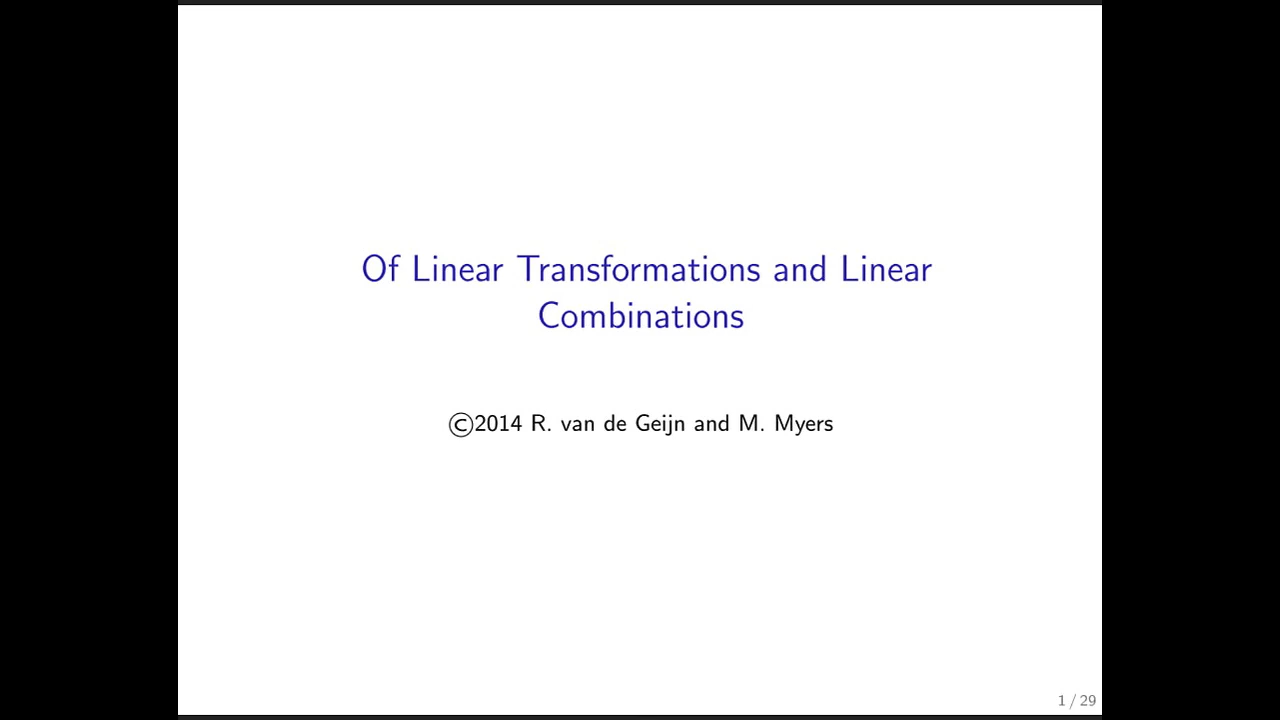 Of Linear Transformations and Linear
Combinations
©2014 R. van de Geijn and M. Myers
1 / 29